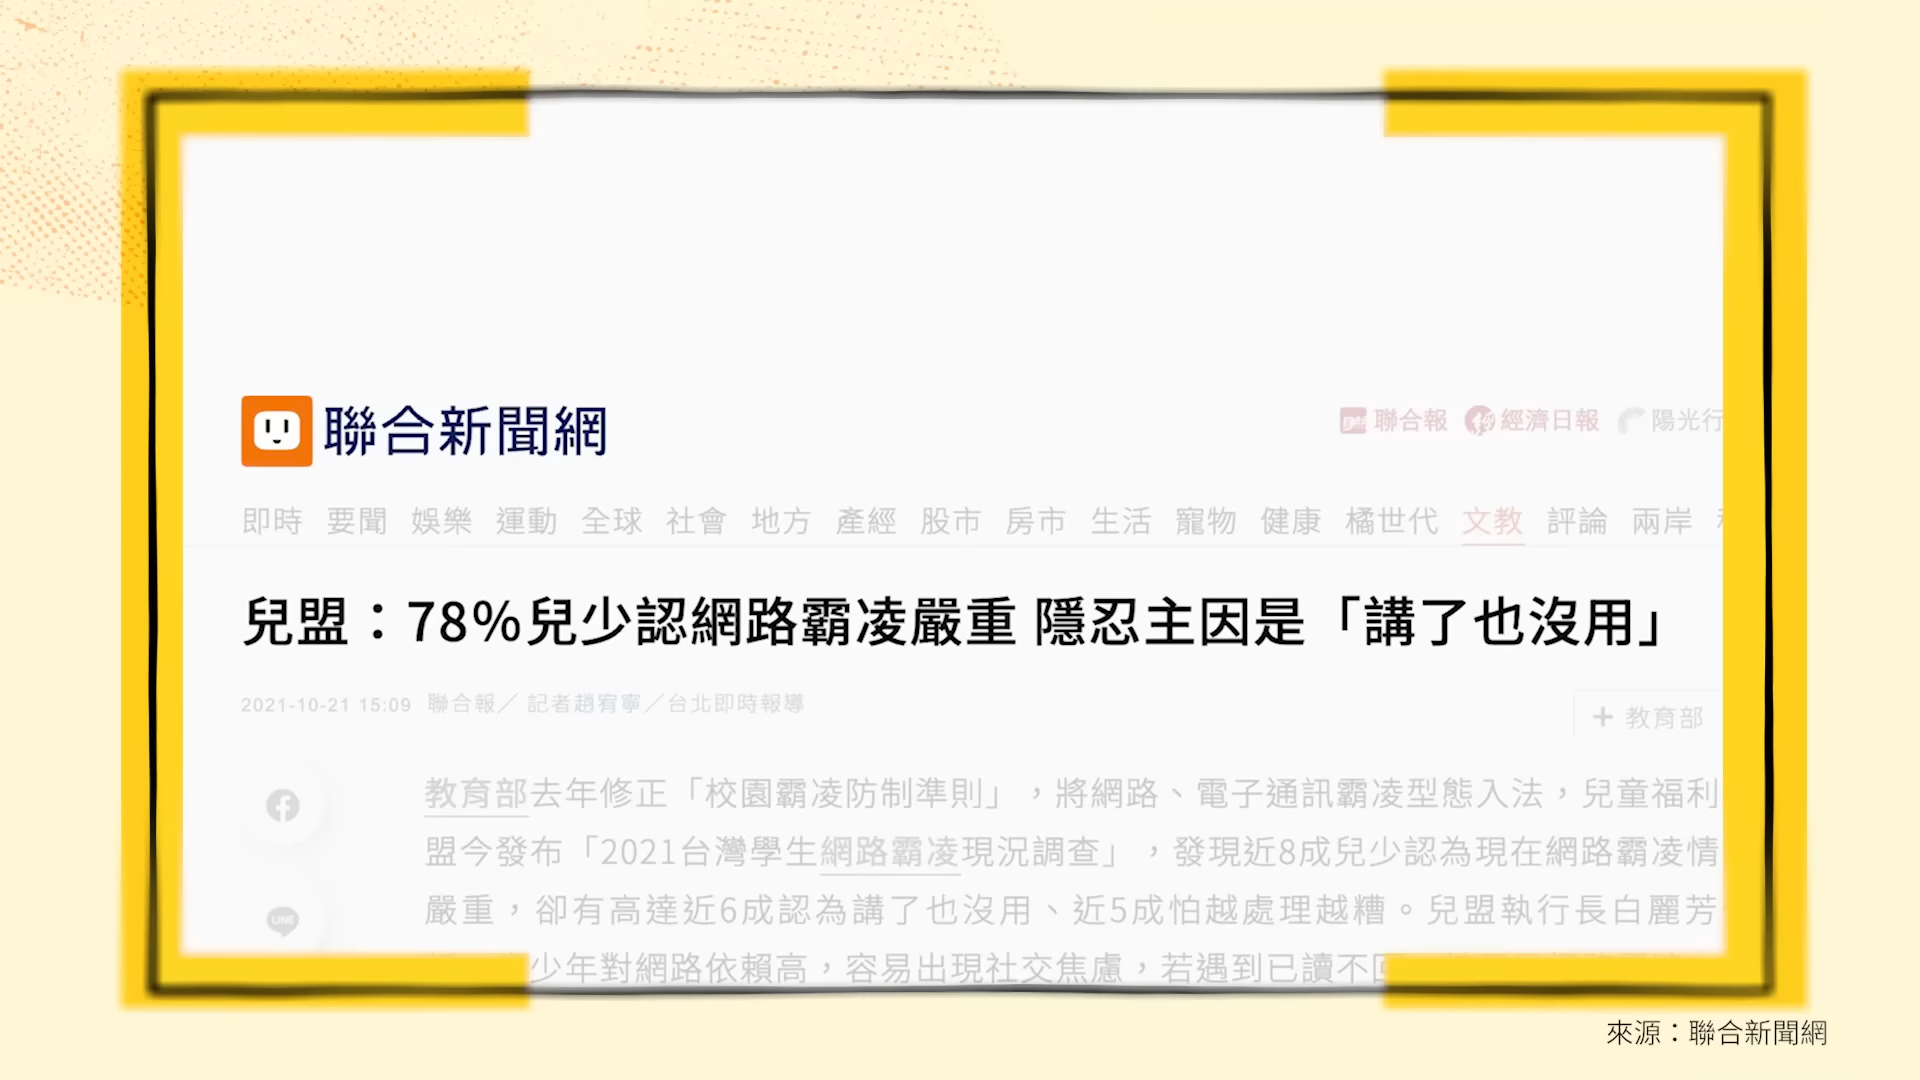 聯合新聞網
聯合報 經濟日報 陽光行
即時 要聞 娛樂 運動 全球 社會 地方 產經 股市 房市 生活 寵物 健康 橘世代 文教 評論 兩岸
兒盟：78%兒少認網路霸凌嚴重 隱忍主因是「講了也沒用」
2021-10-21 15:09 聯合報／ 記者趙宥寧／台北即時報導
+ 教育部
教育部去年修正「校園霸凌防制準則」，將網路、電子通訊霸凌型態入法，兒童福利
盟今發布「2021台灣學生網路霸凌現況調查」，發現近8成兒少認為現在網路霸凌情
嚴重，卻有高達近6成認為講了也沒用、近5成怕越處理越糟。兒盟執行長白麗芳
LINE
少年對網路依賴高，容易出現社交焦慮，若遇到已讀不回
來源：聯合新聞網